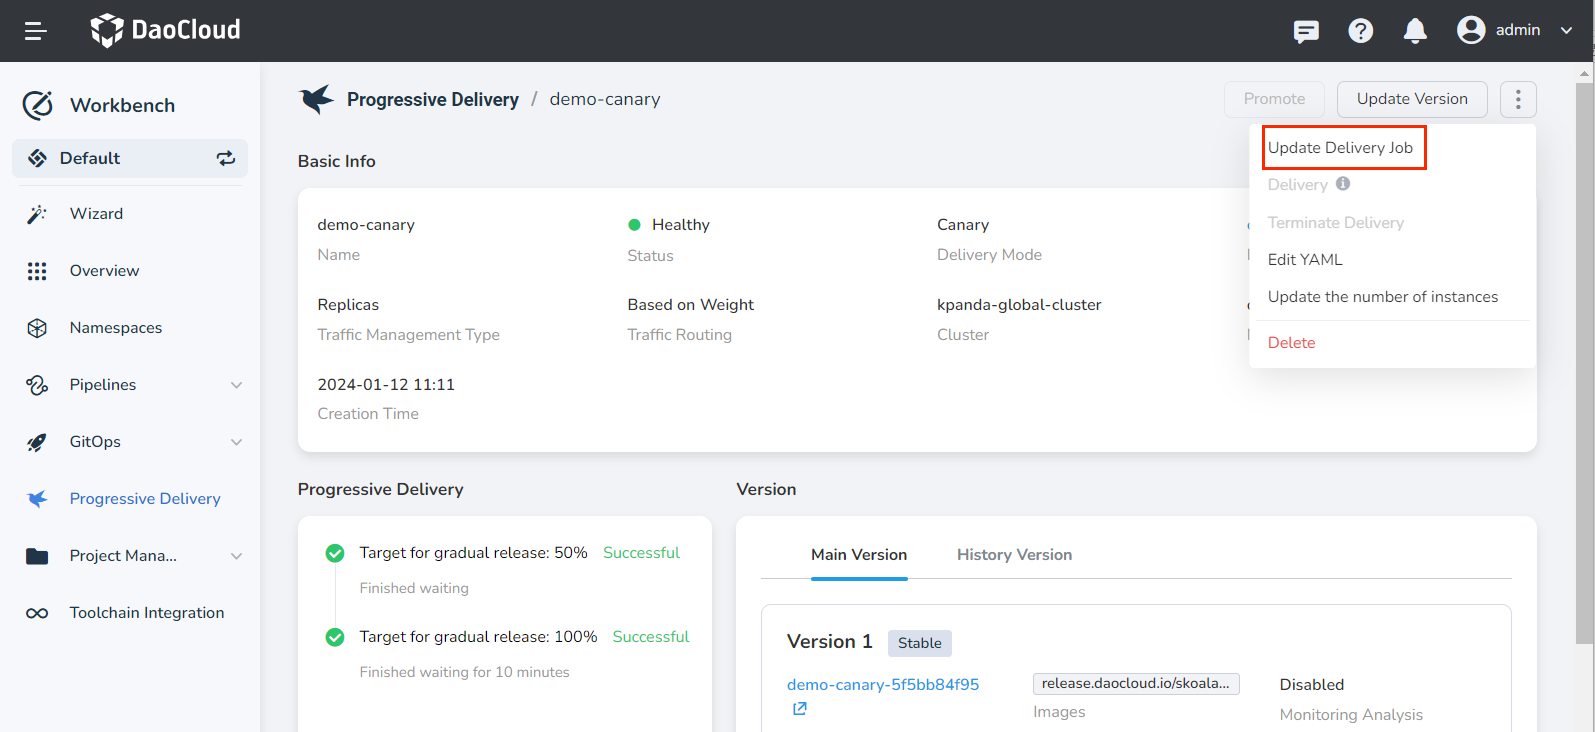 DaoCloud
admin
Workbench
Default
Wizard
Overview
Namespaces
Pipelines
GitOps
Progressive Delivery
Project Mana...
Toolchain Integration
Progressive Delivery / demo-canary
Promote
Update Version
Update Delivery Job
Delivery
Terminate Delivery
Edit YAML
Update the number of instances
Delete
Basic Info
demo-canary
Name
Healthy
Status
Canary
Delivery Mode
Replicas
Traffic Management Type
Based on Weight
Traffic Routing
kpanda-global-cluster
Cluster
2024-01-12 11:11
Creation Time
Progressive Delivery
Target for gradual release: 50% Successful
Finished waiting
Target for gradual release: 100% Successful
Finished waiting for 10 minutes
Version
Main Version
History Version
Version 1 Stable
demo-canary-5f5bb84f95
release.daocloud.io/skoala...
Images
Disabled
Monitoring Analysis